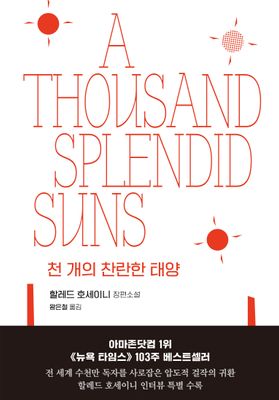 A
THOUSAND
SPLENDID
SUNS
천 개의 찬란한 태양
할레드 호세이니 장편소설
왕은철 옮김
아마존닷컴 1위
《뉴욕 타임스》 103주 베스트셀러
전 세계 수천만 독자를 사로잡은 압도적 걸작의 귀환
할레드 호세이니 인터뷰 특별 수록